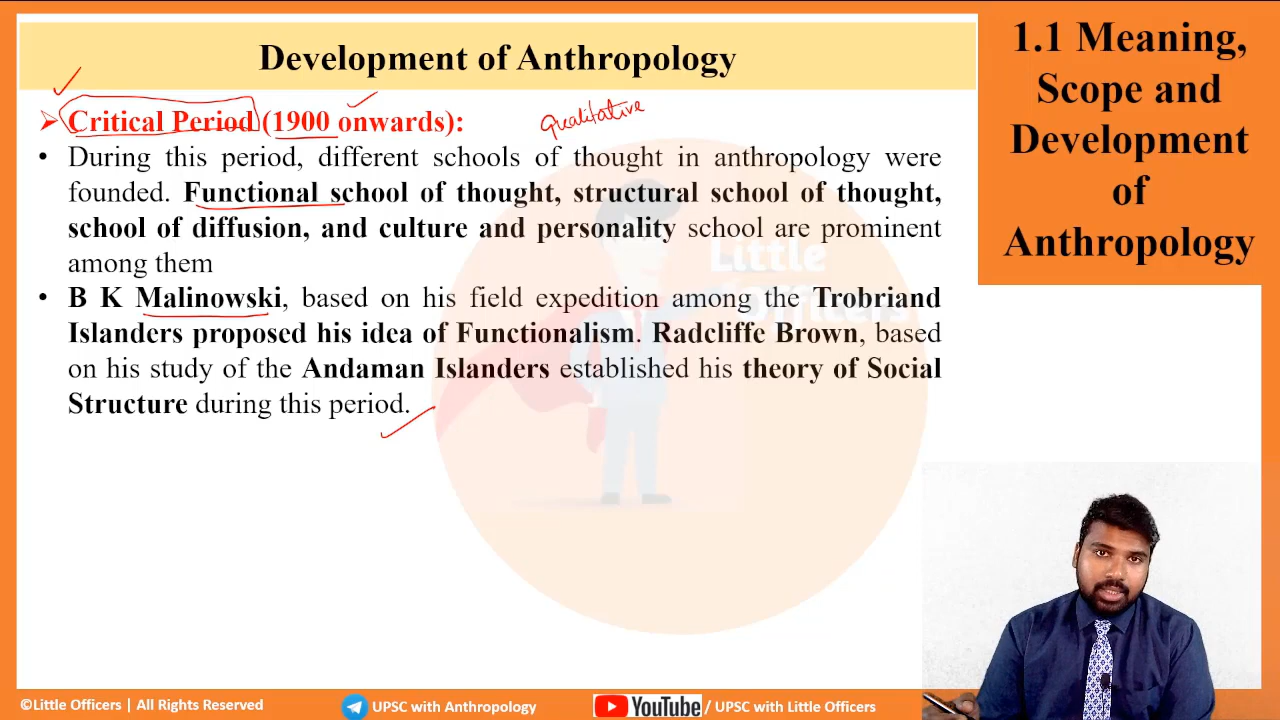 Development of Anthropology
1.1 Meaning,
Scope and
Development
of
Anthropology
➢ Critical Period (1900 onwards):
Qualitative
• During this period, different schools of thought in anthropology were
founded. Functional school of thought, structural school of thought,
school of diffusion, and culture and personality school are prominent
among them
• B K Malinowski, based on his field expedition among the Trobriand
Islanders proposed his idea of Functionalism. Radcliffe Brown, based
on his study of the Andaman Islanders established his theory of Social
Structure during this period.
Little
Officers
©Little Officers | All Rights Reserved
UPSC with Anthropology
YouTube / UPSC with Little Officers